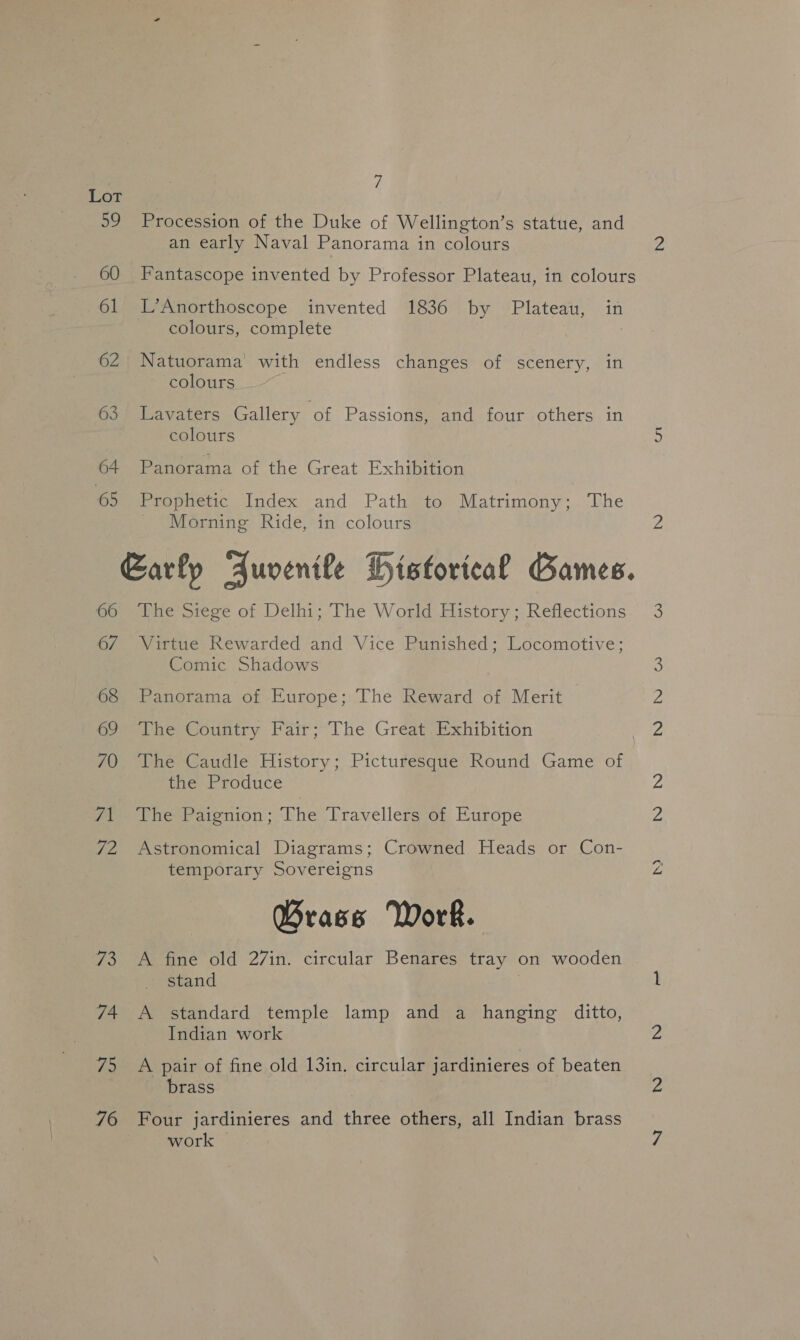 7
Lot
59 Procession of the Duke of Wellington's statue, and
an early Naval Panorama in colours 2
60 Fantascope invented by Professor Plateau, in colours
61 L'Anorthoscope invented 1836 by Plateau, in
colours, complete
62 Natuorama with endless changes of scenery, in
colours
63 Lavaters Gallery of Passions, and four others in
colours 5
64 Panorama of the Great Exhibition
65 Prophetic Index and Path to Matrimony; The
Morning Ride, in colours 2
Early Juvenile Historical Games.
66 The Siege of Delhi; The World History; Reflections 3
67 Virtue Rewarded and Vice Punished; Locomotive;
Comic Shadows 3
68 Panorama of Europe; The Reward of Merit 2
69 The Country Fair; The Great Exhibition 2
70 The Caudle History; Picturesque Round Game of
the Produce 2
71 The Paignion; The Travellers of Europe 2
72 Astronomical Diagrams; Crowned Heads or Con-
temporary Sovereigns 2
Brass Work.
73 A fine old 27in. circular Benares tray on wooden
stand 1
74 A standard temple lamp and a hanging ditto,
Indian work 2
75 A pair of fine old 13in. circular jardinieres of beaten
brass 2
76 Four jardinieres and three others, all Indian brass
work 7